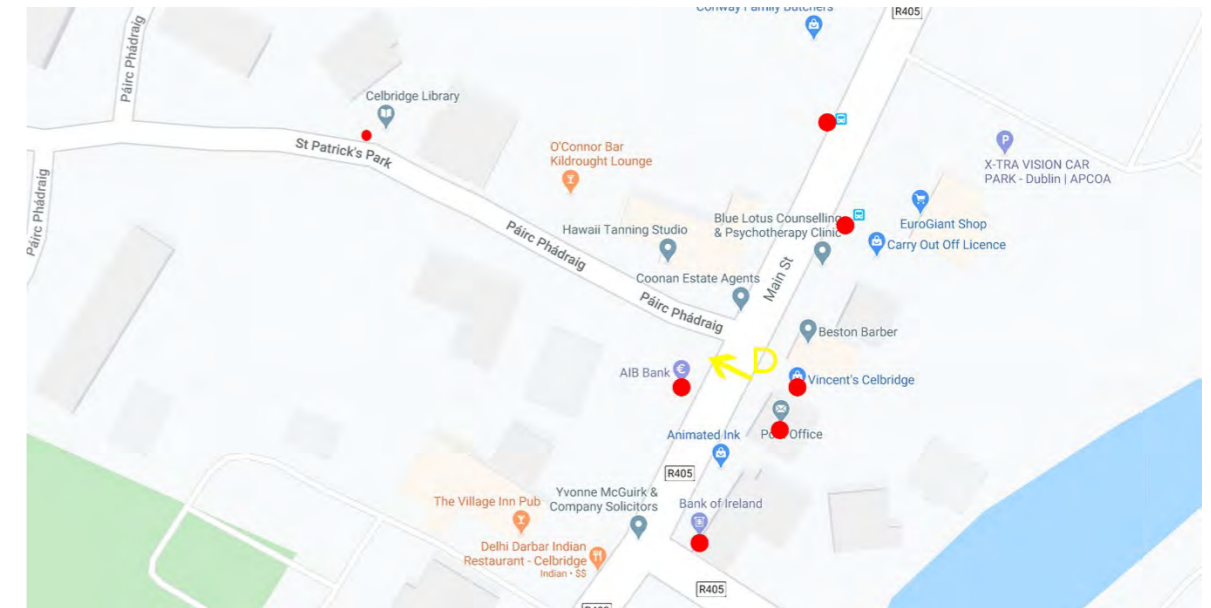 Conway Family Butchers
R405
Páirc Phádraig
Celbridge Library
St Patrick's Park
O'Connor Bar
Kildrought Lounge
X-TRA VISION CAR
PARK - Dublin | APCOA
Páirc Phádraig
Blue Lotus Counselling
& Psychotherapy Clinic
EuroGiant Shop
Hawaii Tanning Studio
Carry Out Off Licence
Páirc Phádraig
Coonan Estate Agents
Main St
Páirc Phádraig
Beston Barber
D
AIB Bank
Vincent's Celbridge
Animated Ink
Post Office
R405
Yvonne McGuirk &
Company Solicitors
Bank of Ireland
The Village Inn Pub
Delhi Darbar Indian
Restaurant - Celbridge
Indian • $$
R405
R405